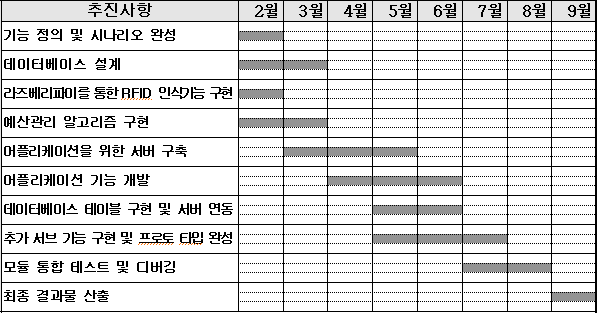 추진사항 2월 3월 4월 5월 6월 7월 8월 9월
기능 정의 및 시나리오 완성
데이터베이스 설계
라즈베리파이를 통한 RFID 인식기능 구현
예산관리 알고리즘 구현
어플리케이션을 위한 서버 구축
어플리케이션 기능 개발
데이터베이스 테이블 구현 및 서버 연동
추가 서브 기능 구현 및 프로토 타입 완성
모듈 통합 테스트 및 디버깅
최종 결과물 산출